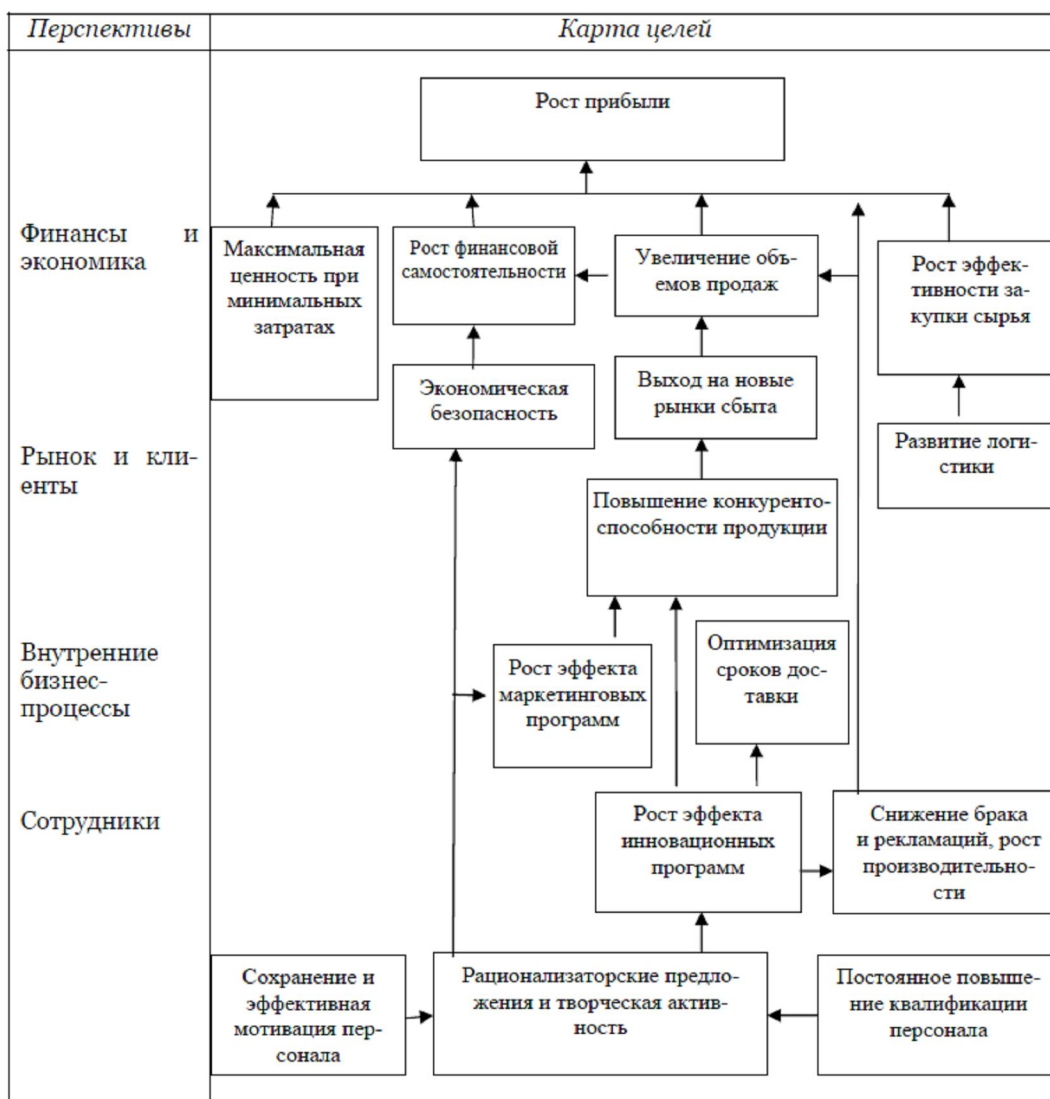 Перспективы
Карта целей
Рост прибыли
Финансы и
экономика
Максимальная
ценность при
минимальных
затратах
Рост финансовой
самостоятельности
Увеличение объ-
емов продаж
Рост эффек-
тивности за-
купки сырья
Экономическая
безопасность
Выход на новые
рынки сбыта
Рынок и кли-
енты
Развитие логи-
стики
Повышение конкуренто-
способности продукции
Внутренние
бизнес-
процессы
Рост эффекта
маркетинговых
программ
Оптимизация
сроков дос-
тавки
Сотрудники
Рост эффекта
инновационных
программ
Снижение брака
и рекламаций, рост
производительно-
сти
Сохранение и
эффективная
мотивация пер-
сонала
Рационализаторские предло-
жения и творческая актив-
ность
Постоянное повыше-
ние квалификации
персонала